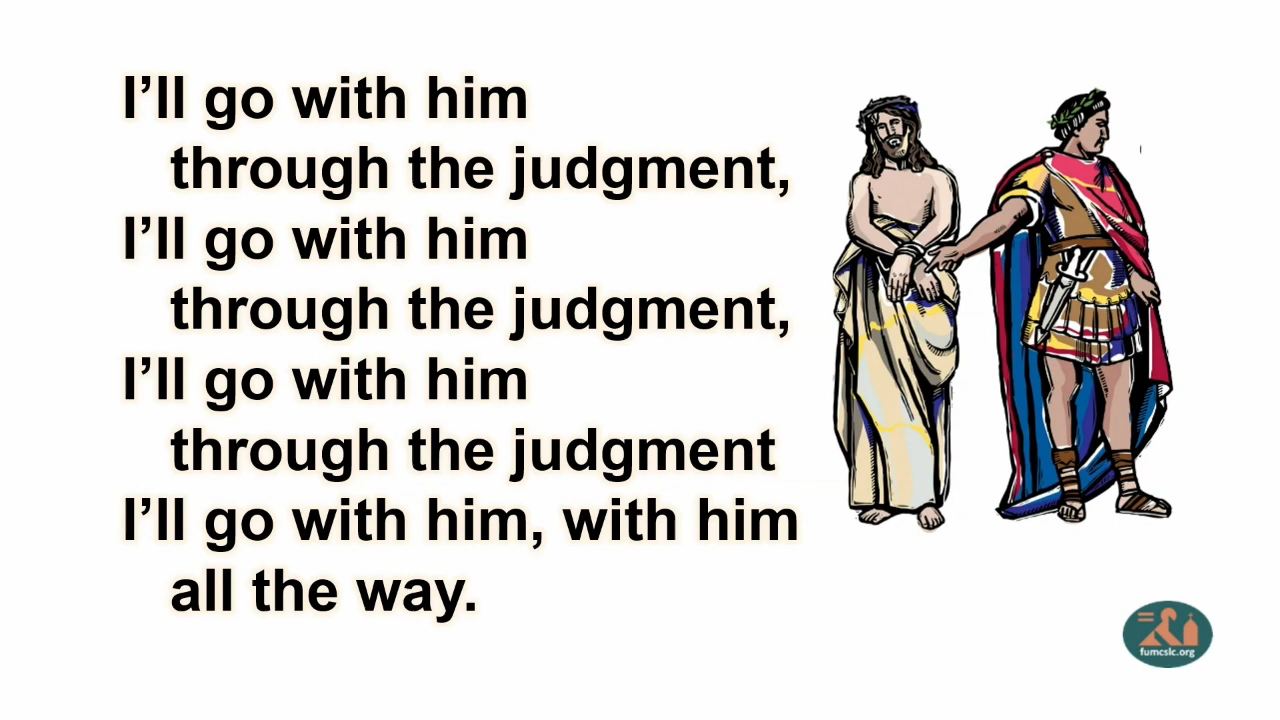 I’ll go with him
through the judgment,
I’ll go with him
through the judgment,
I’ll go with him
through the judgment
I’ll go with him, with him
all the way.
fumcslc.org